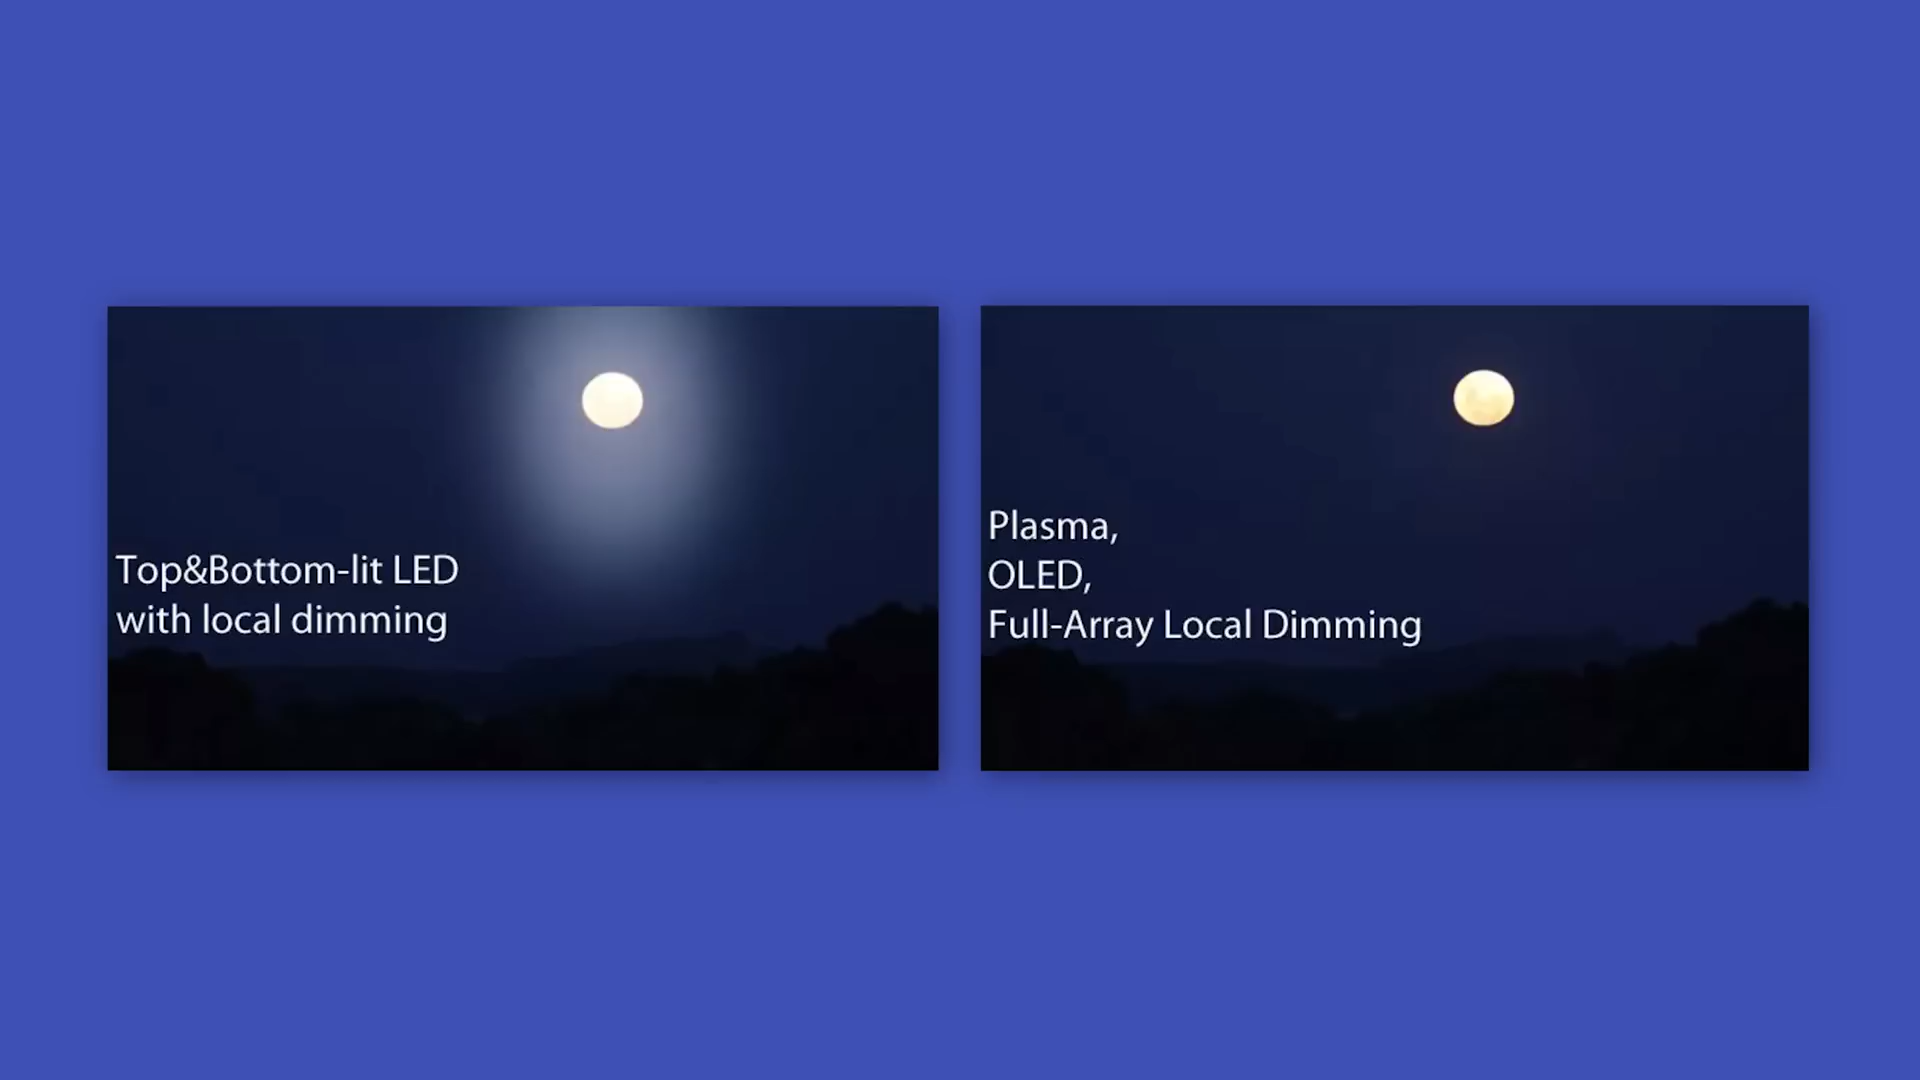 Top&Bottom-lit LED
with local dimming
Plasma,
OLED,
Full-Array Local Dimming